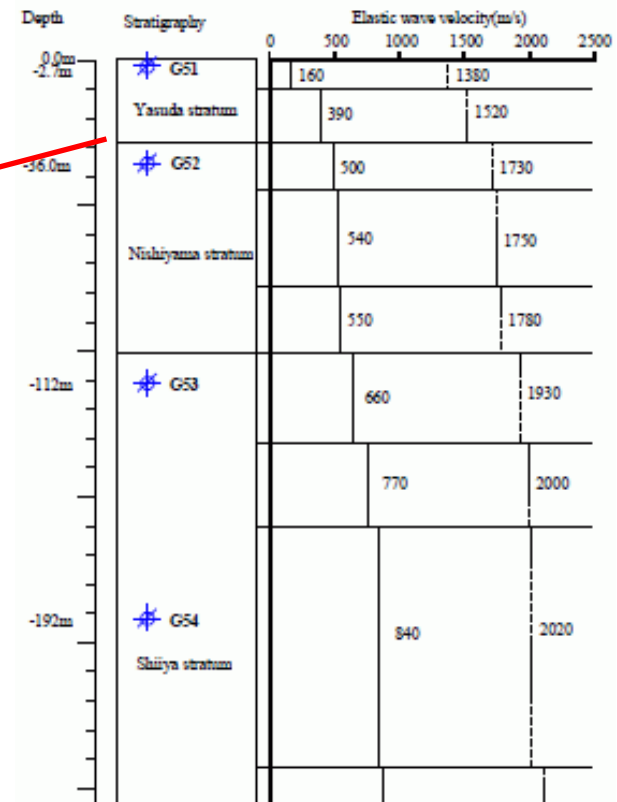 Depth Stratigraphy Elastic wave velocity(m/s)
0 500 1000 1500 2000 2500
0.0m
-2.7m G51 160 1380
Yasuda stratum 390 1520
-36.0m G52 500 1730
Nishiyama stratum 540 1750
550 1780
-112m G53 660 1930
770 2000
-192m G54 840 2020
Shiiya stratum